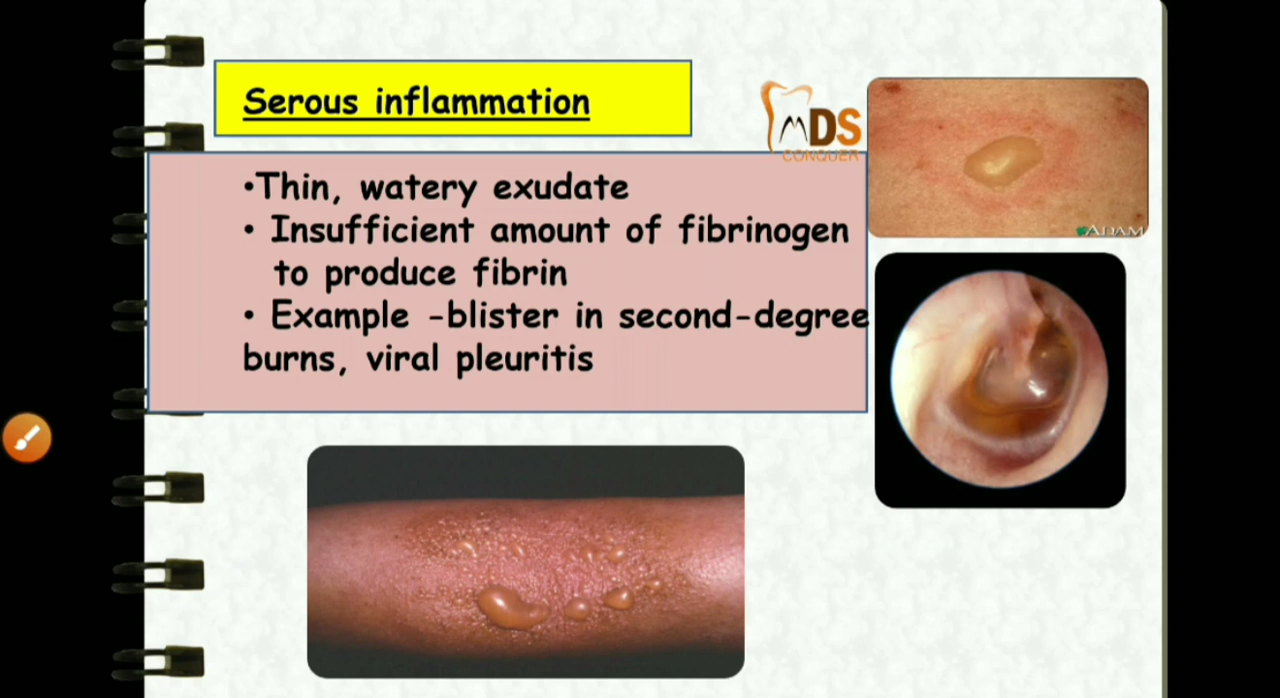 Serous inflammation
MDS
CONQUER
•Thin, watery exudate
• Insufficient amount of fibrinogen
to produce fibrin
• Example -blister in second-degree
burns, viral pleuritis
ADAM